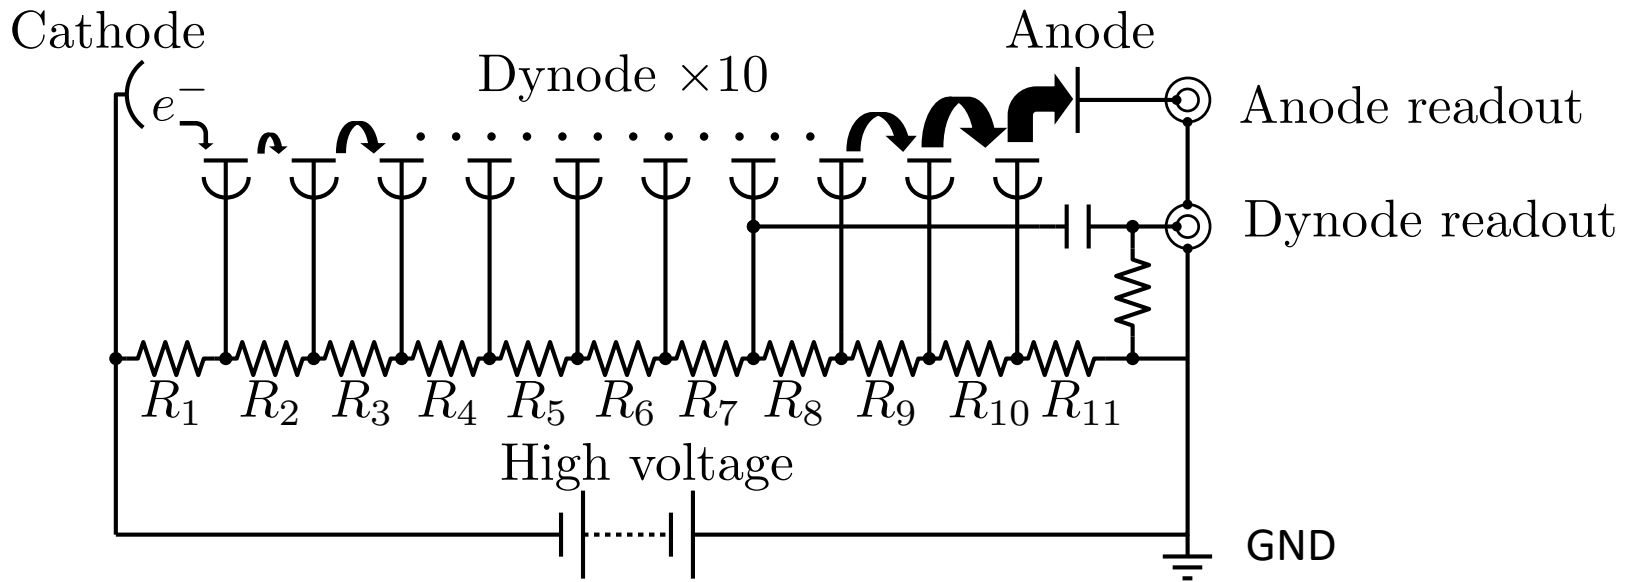 Cathode
Anode
Dynode ×10
e⁻
Anode readout
Dynode readout
R₁ R₂ R₃ R₄ R₅ R₆ R₇ R₈ R₉ R₁₀ R₁₁
High voltage
GND